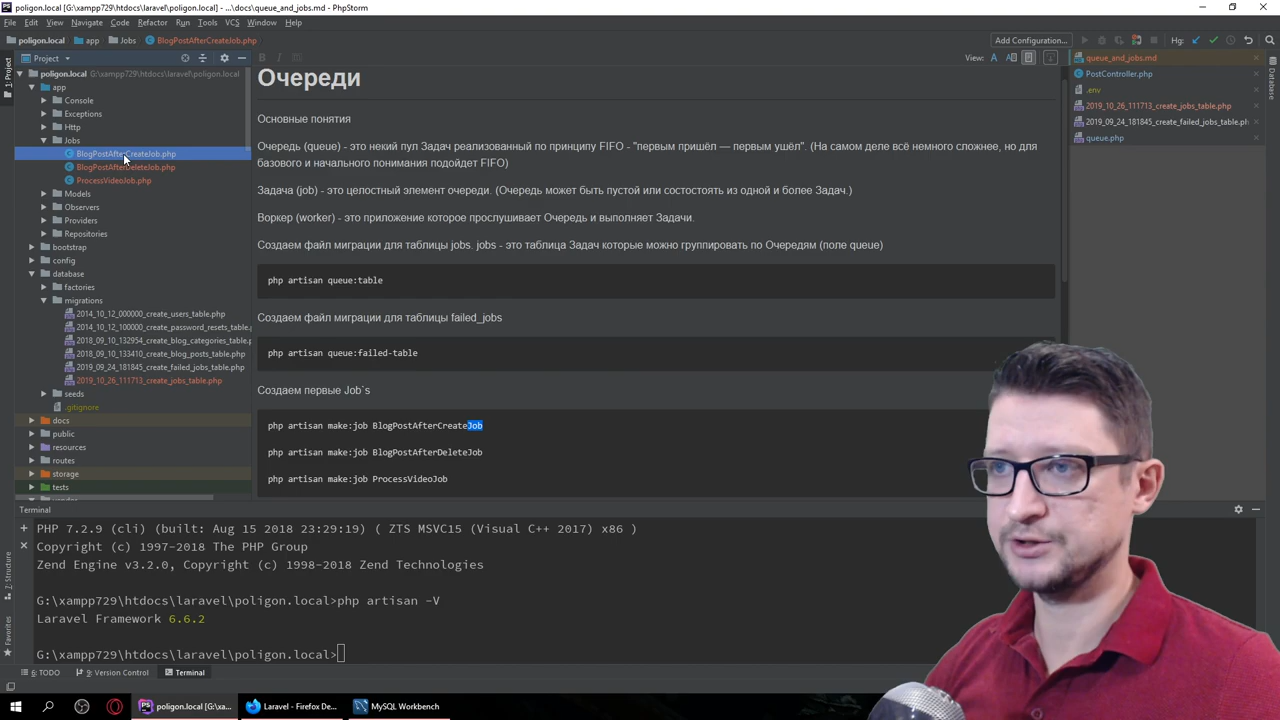 poligon.local [G:\xampp729\htdocs\laravel\poligon.local] - ...\docs\queue_and_jobs.md - PhpStorm
File Edit View Navigate Code Refactor Run Tools VCS Window Help
poligon.local app Jobs BlogPostAfterCreateJob.php
Add Configuration...
Hg:
1: Project
Project
View:
queue_and_jobs.md
PostController.php
.env
2019_10_26_111713_create_jobs_table.php
2019_09_24_181845_create_failed_jobs_table.ph
queue.php
Database
poligon.local G:\xampp729\htdocs\laravel\poligon.local
app
Console
Exceptions
Http
Jobs
BlogPostAfterCreateJob.php
BlogPostAfterDeleteJob.php
ProcessVideoJob.php
Models
Observers
Providers
Repositories
bootstrap
config
database
factories
migrations
2014_10_12_000000_create_users_table.php
2014_10_12_100000_create_password_resets_table.
2018_09_10_132954_create_blog_categories_table.p
2018_09_10_133410_create_blog_posts_table.php
2019_09_24_181845_create_failed_jobs_table.php
2019_10_26_111713_create_jobs_table.php
seeds
.gitignore
docs
public
resources
routes
storage
tests
Очереди
Основные понятия
Очередь (queue) - это некий пул Задач реализованный по принципу FIFO - "первым пришёл — первым ушёл". (На самом деле всё немного сложнее, но для
базового и начального понимания подойдет FIFO)
Задача (job) - это целостный элемент очереди. (Очередь может быть пустой или состостоять из одной и более Задач.)
Воркер (worker) - это приложение которое прослушивает Очередь и выполняет Задачи.
Создаем файл миграции для таблицы jobs. jobs - это таблица Задач которые можно группировать по Очередям (поле queue)
php artisan queue:table
Создаем файл миграции для таблицы failed_jobs
php artisan queue:failed-table
Создаем первые Job`s
php artisan make:job BlogPostAfterCreateJob
php artisan make:job BlogPostAfterDeleteJob
php artisan make:job ProcessVideoJob
Terminal
PHP 7.2.9 (cli) (built: Aug 15 2018 23:29:19) ( ZTS MSVC15 (Visual C++ 2017) x86 )
Copyright (c) 1997-2018 The PHP Group
Zend Engine v3.2.0, Copyright (c) 1998-2018 Zend Technologies
G:\xampp729\htdocs\laravel\poligon.local>php artisan -V
Laravel Framework 6.6.2
G:\xampp729\htdocs\laravel\poligon.local>
7: Structure
Favorites
6: TODO 9: Version Control Terminal
poligon.local [G:\xa... Laravel - Firefox De... MySQL Workbench